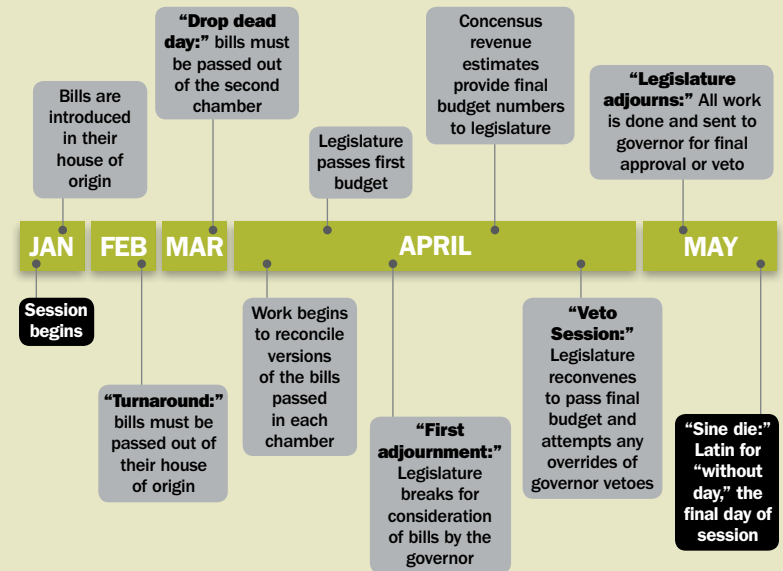 “Drop dead
day:” bills must
be passed out
of the second
chamber
Concensus
revenue
estimates
provide final
budget numbers
to legislature
Bills are
introduced
in their
house of
origin
Legislature
passes first
budget
“Legislature
adjourns:” All work
is done and sent to
governor for final
approval or veto
JAN
FEB
MAR
APRIL
MAY
Session
begins
“Turnaround:”
bills must be
passed out of
their house
of origin
Work begins
to reconcile
versions
of the bills
passed
in each
chamber
“First
adjournment:”
Legislature
breaks for
consideration
of bills by the
governor
“Veto
Session:”
Legislature
reconvenes
to pass final
budget and
attempts any
overrides of
governor vetoes
“Sine die:”
Latin for
“without
day,” the
final day of
session